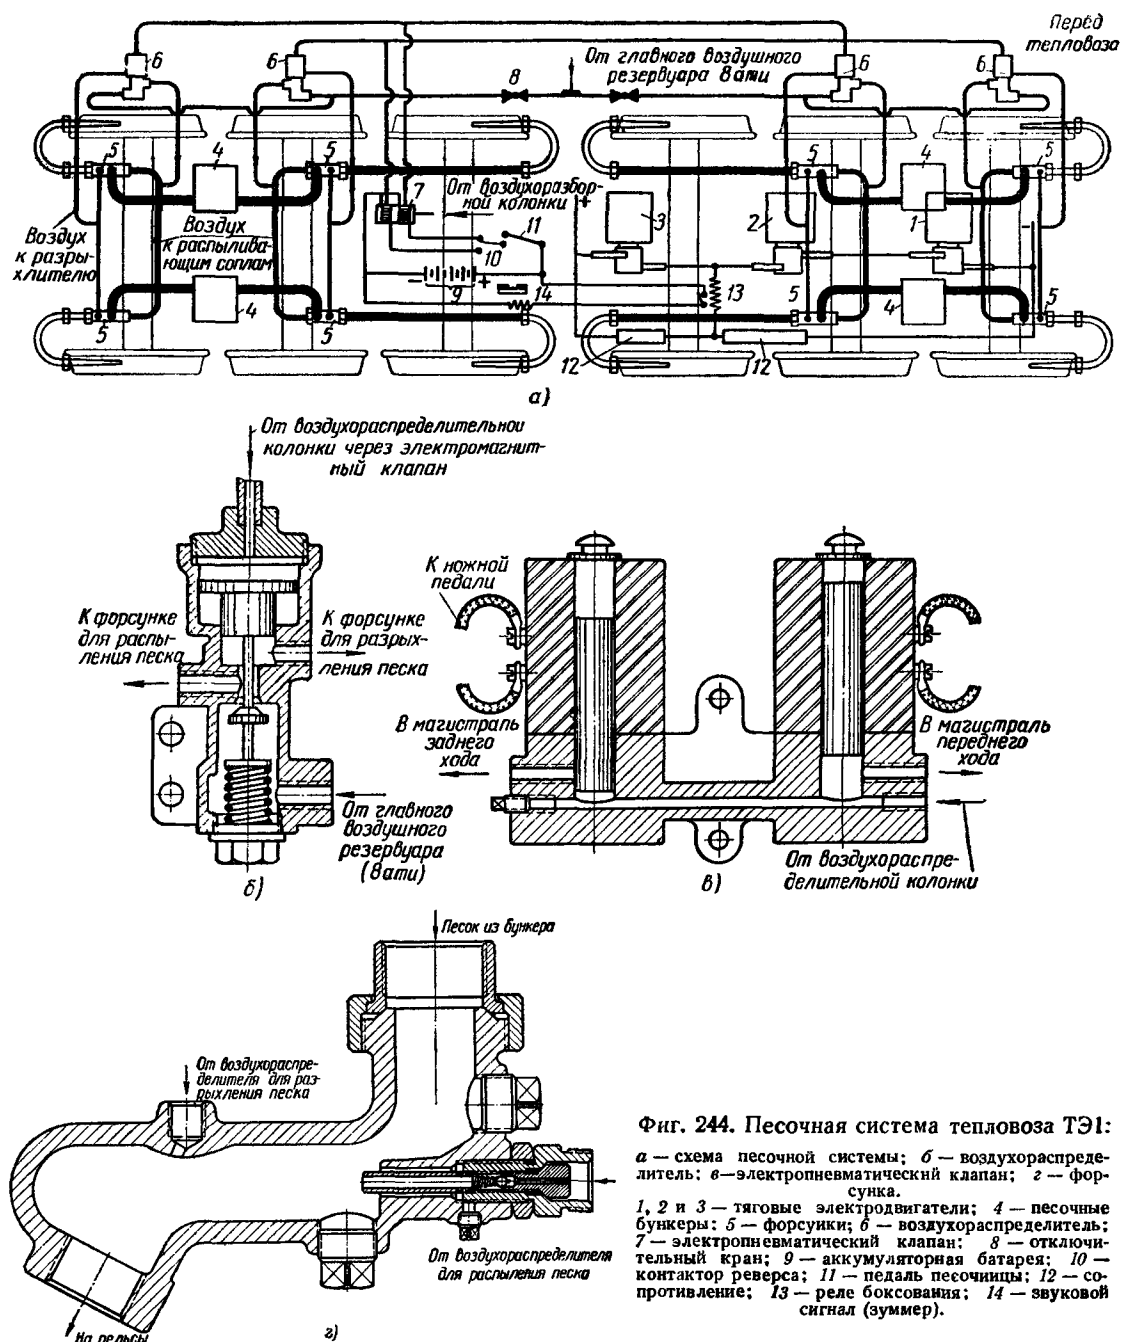 Перёд
тепловоза
От главного воздушного
резервуара 8 ати
6
6
8
6
6
5
4
5
5
4
5
7
От воздухоразбор-
ной колонки
+
11
3
2
1
Воздух
к разры-
хлителю
Воздух
к распылива-
ющим соплам
10
−
9
+
14
13
4
5
5
5
4
5
12
12
а)
От воздухораспределительнои
колонки через электромагнит-
ный клапан
К форсунке
для распы-
ления песка
К форсунке
для разрых-
ления песка
От главного
воздушного
резервуара
(8 ати)
б)
К ножной
педали
В магистраль
заднего
хода
В магистраль
переднего
хода
От воздухораспре-
делительной колонки
в)
Песок из бункера
От воздухораспре-
делителя для раз-
рыхления песка
От воздухораспределителя
для распыления песка
На рельсы
г)
Фиг. 244. Песочная система тепловоза ТЭ1:
а — схема песочной системы; б — воздухораспреде-
литель; в—электропневматический клапан; г — фор-
сунка.
1, 2 и 3 — тяговые электродвигатели; 4 — песочные
бункеры; 5 — форсунки; 6 — воздухораспределитель;
7 — электропневматический клапан; 8 — отключи-
тельный кран; 9 — аккумуляторная батарея; 10 —
контактор реверса; 11 — педаль песочницы; 12 — со-
противление; 13 — реле боксования; 14 — звуковой
сигнал (зуммер).